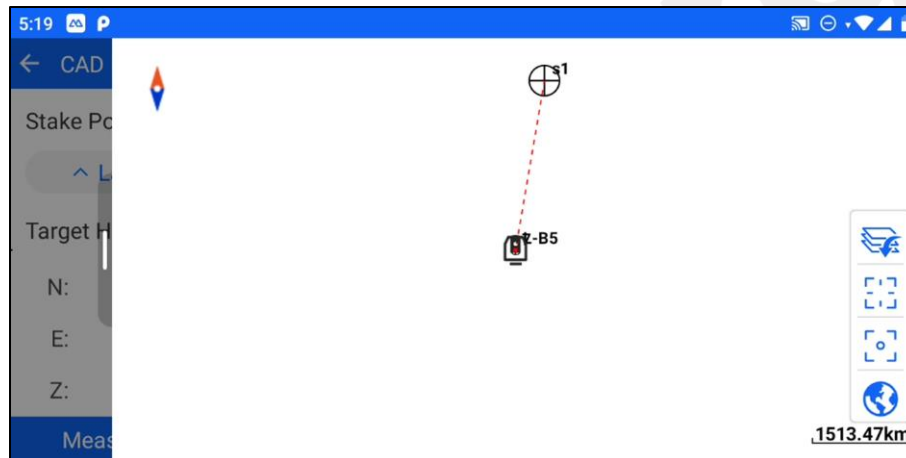 5:19
CAD
s1
Stake Po
L
Target H
z-B5
N:
E:
Z:
1513.47km
Meas